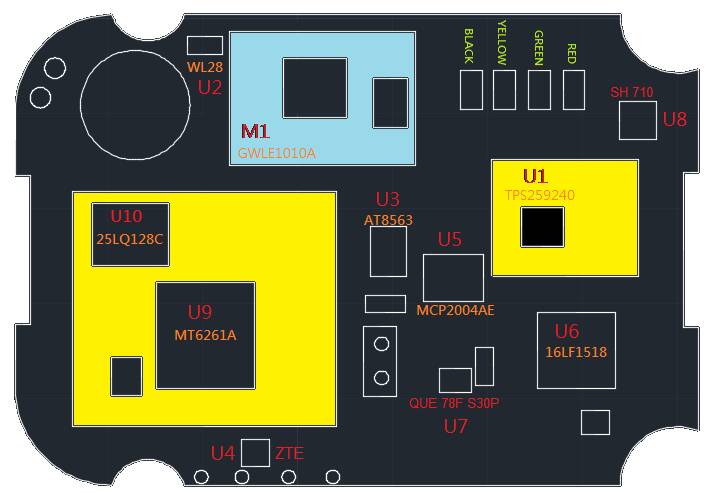 BLACK
YELLOW
GREEN
RED
WL28
U2
M1
GWLE1010A
SH 710
U8
U1
TPS259240
U10
25LQ128C
U3
AT8563
U5
MCP2004AE
U9
MT6261A
U6
16LF1518
QUE 78F S30P
U7
U4
ZTE